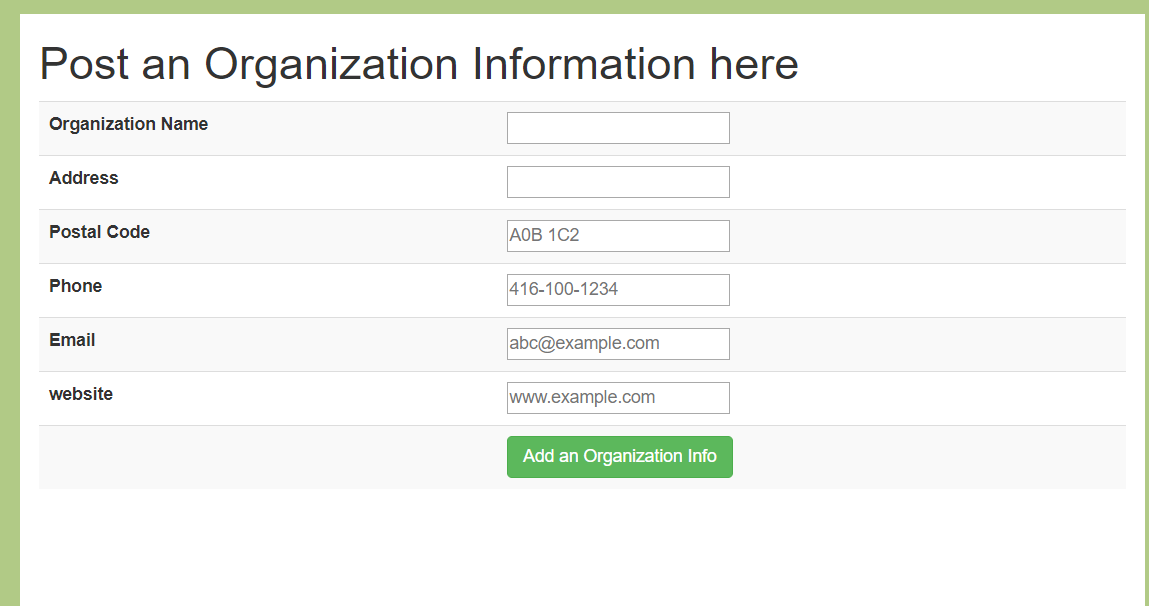 Post an Organization Information here
Organization Name
Address
Postal Code A0B 1C2
Phone 416-100-1234
Email abc@example.com
website www.example.com
Add an Organization Info